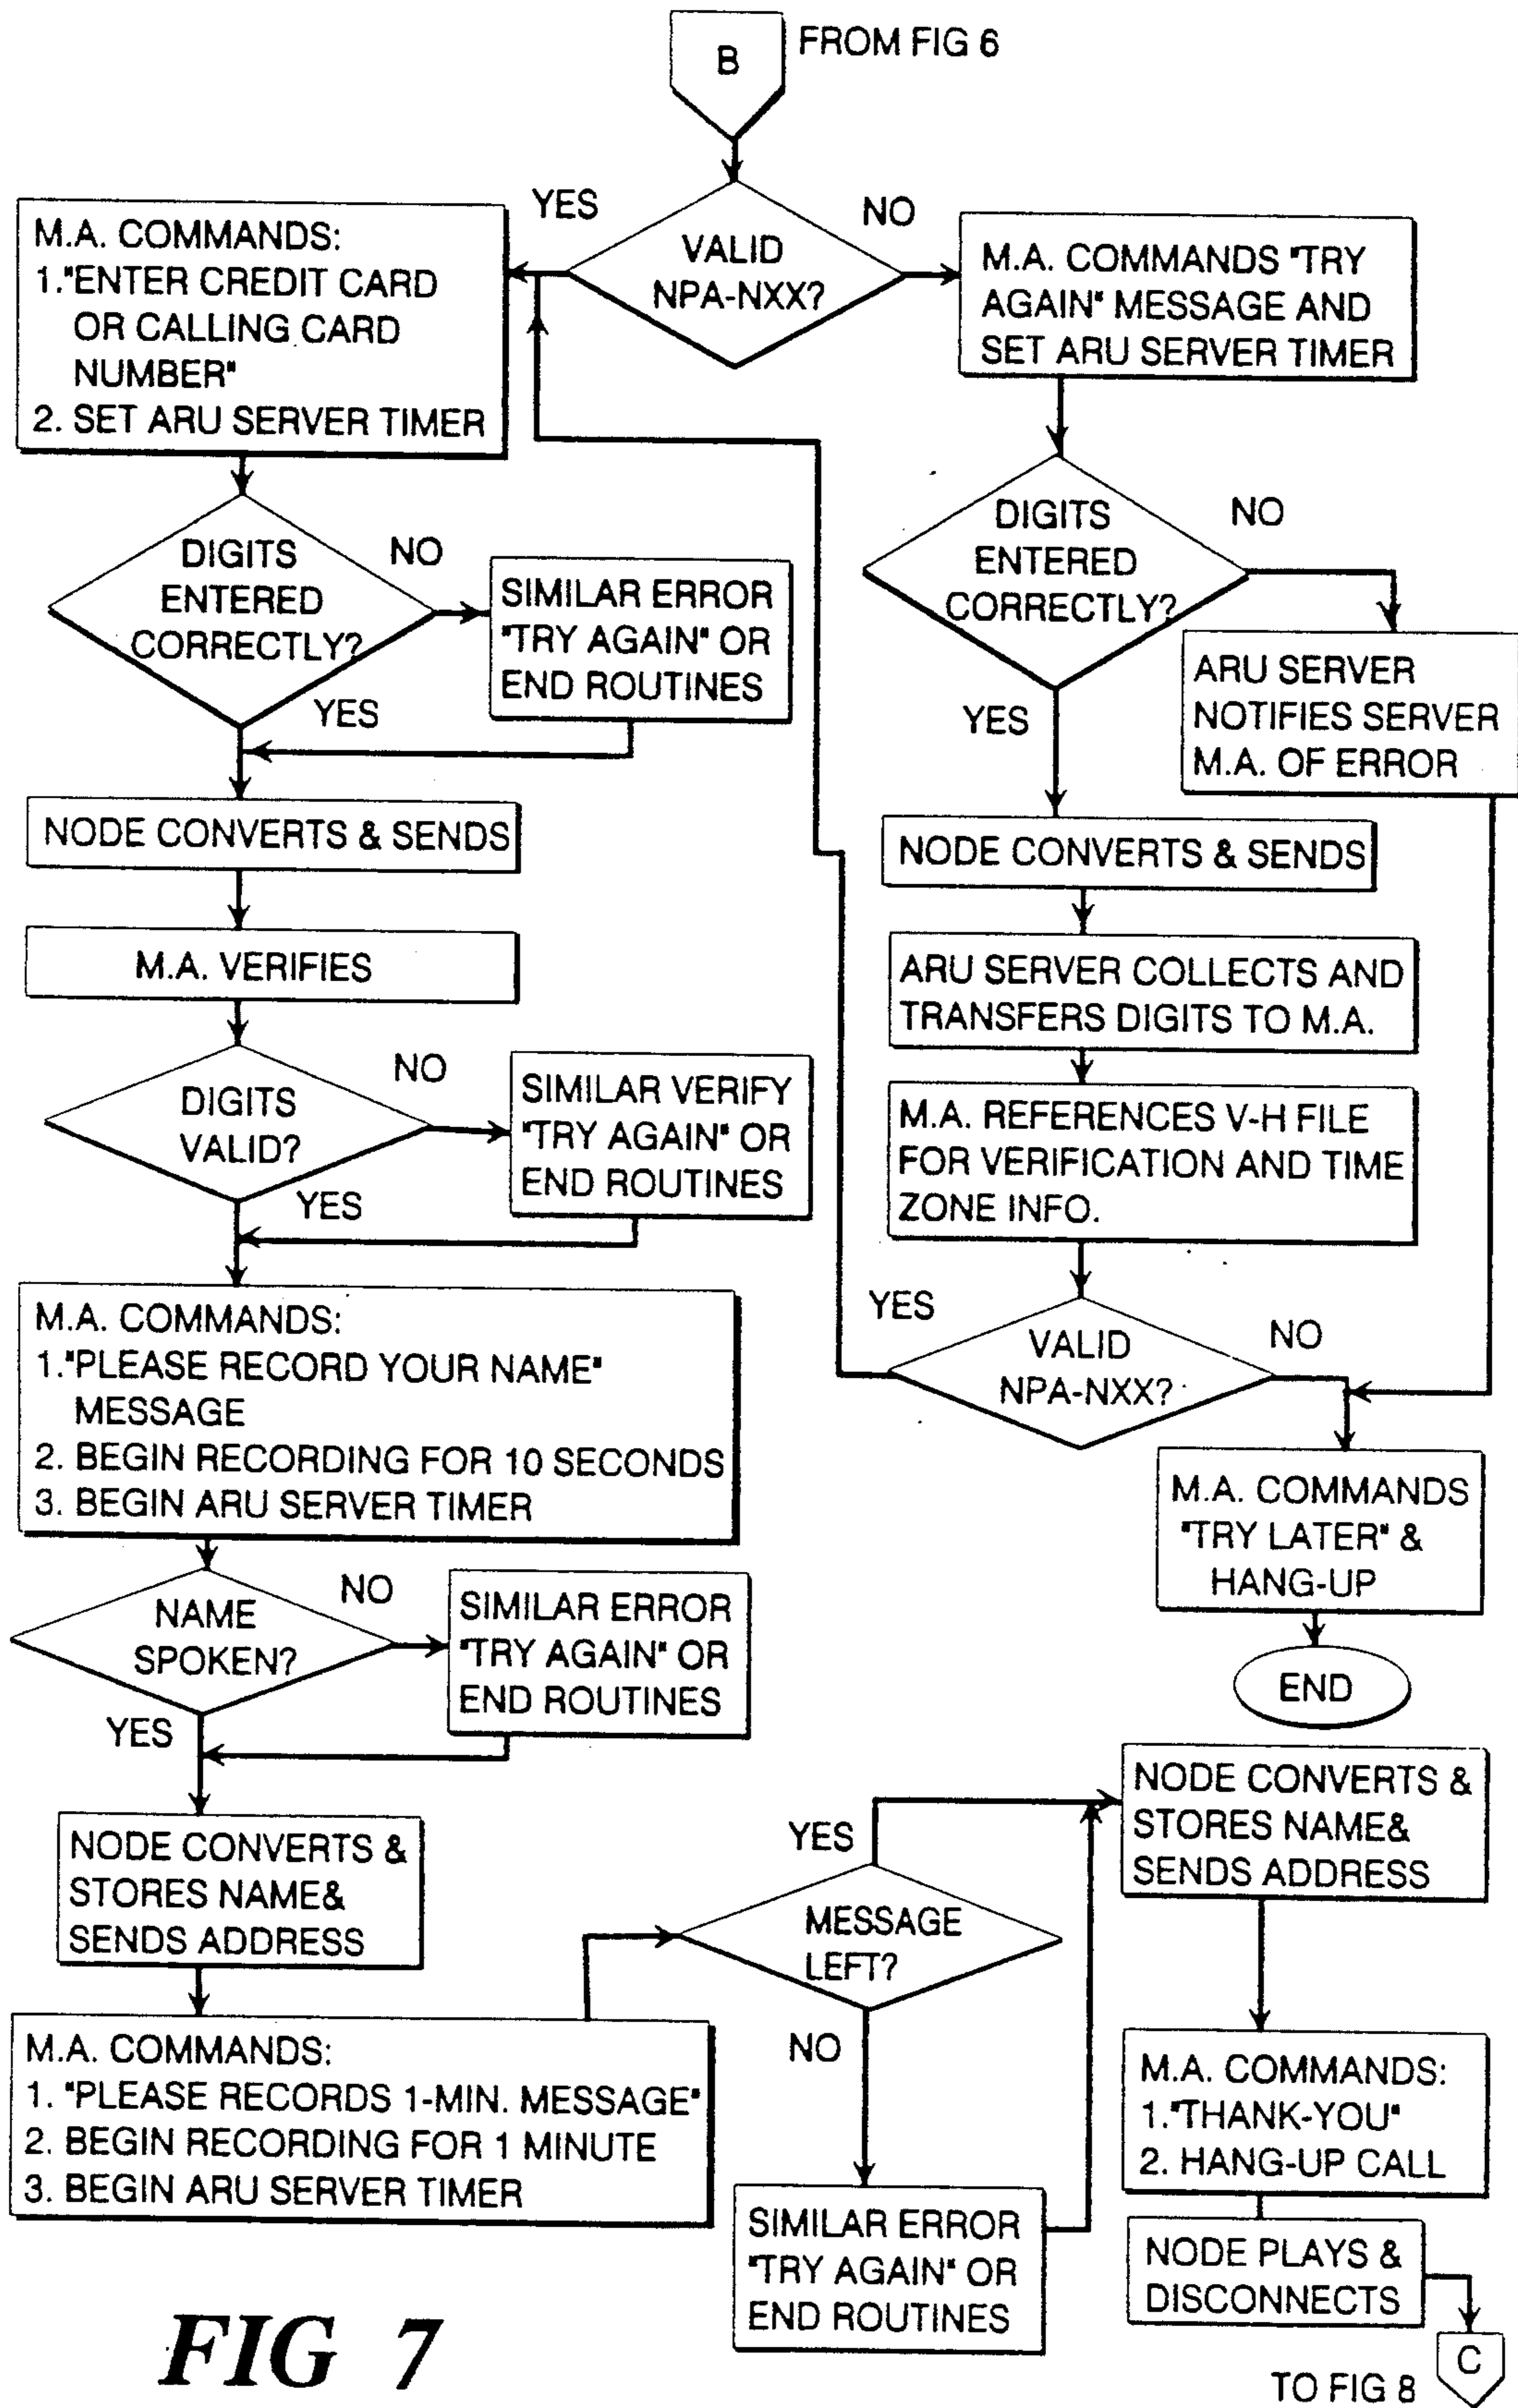 B
FROM FIG 6
YES
NO
VALID
NPA-NXX?
M.A. COMMANDS:
1."ENTER CREDIT CARD
OR CALLING CARD
NUMBER"
2. SET ARU SERVER TIMER
M.A. COMMANDS "TRY
AGAIN" MESSAGE AND
SET ARU SERVER TIMER
DIGITS
ENTERED
CORRECTLY?
NO
YES
SIMILAR ERROR
"TRY AGAIN" OR
END ROUTINES
NODE CONVERTS & SENDS
M.A. VERIFIES
DIGITS
VALID?
NO
YES
SIMILAR VERIFY
"TRY AGAIN" OR
END ROUTINES
M.A. COMMANDS:
1."PLEASE RECORD YOUR NAME"
MESSAGE
2. BEGIN RECORDING FOR 10 SECONDS
3. BEGIN ARU SERVER TIMER
NAME
SPOKEN?
NO
YES
SIMILAR ERROR
"TRY AGAIN" OR
END ROUTINES
NODE CONVERTS &
STORES NAME&
SENDS ADDRESS
M.A. COMMANDS:
1. "PLEASE RECORDS 1-MIN. MESSAGE"
2. BEGIN RECORDING FOR 1 MINUTE
3. BEGIN ARU SERVER TIMER
DIGITS
ENTERED
CORRECTLY?
NO
YES
ARU SERVER
NOTIFIES SERVER
M.A. OF ERROR
NODE CONVERTS & SENDS
ARU SERVER COLLECTS AND
TRANSFERS DIGITS TO M.A.
M.A. REFERENCES V-H FILE
FOR VERIFICATION AND TIME
ZONE INFO.
YES
VALID
NPA-NXX?
NO
M.A. COMMANDS
"TRY LATER" &
HANG-UP
END
YES
MESSAGE
LEFT?
NO
SIMILAR ERROR
"TRY AGAIN" OR
END ROUTINES
NODE CONVERTS &
STORES NAME&
SENDS ADDRESS
M.A. COMMANDS:
1."THANK-YOU"
2. HANG-UP CALL
NODE PLAYS &
DISCONNECTS
C
TO FIG 8
FIG 7